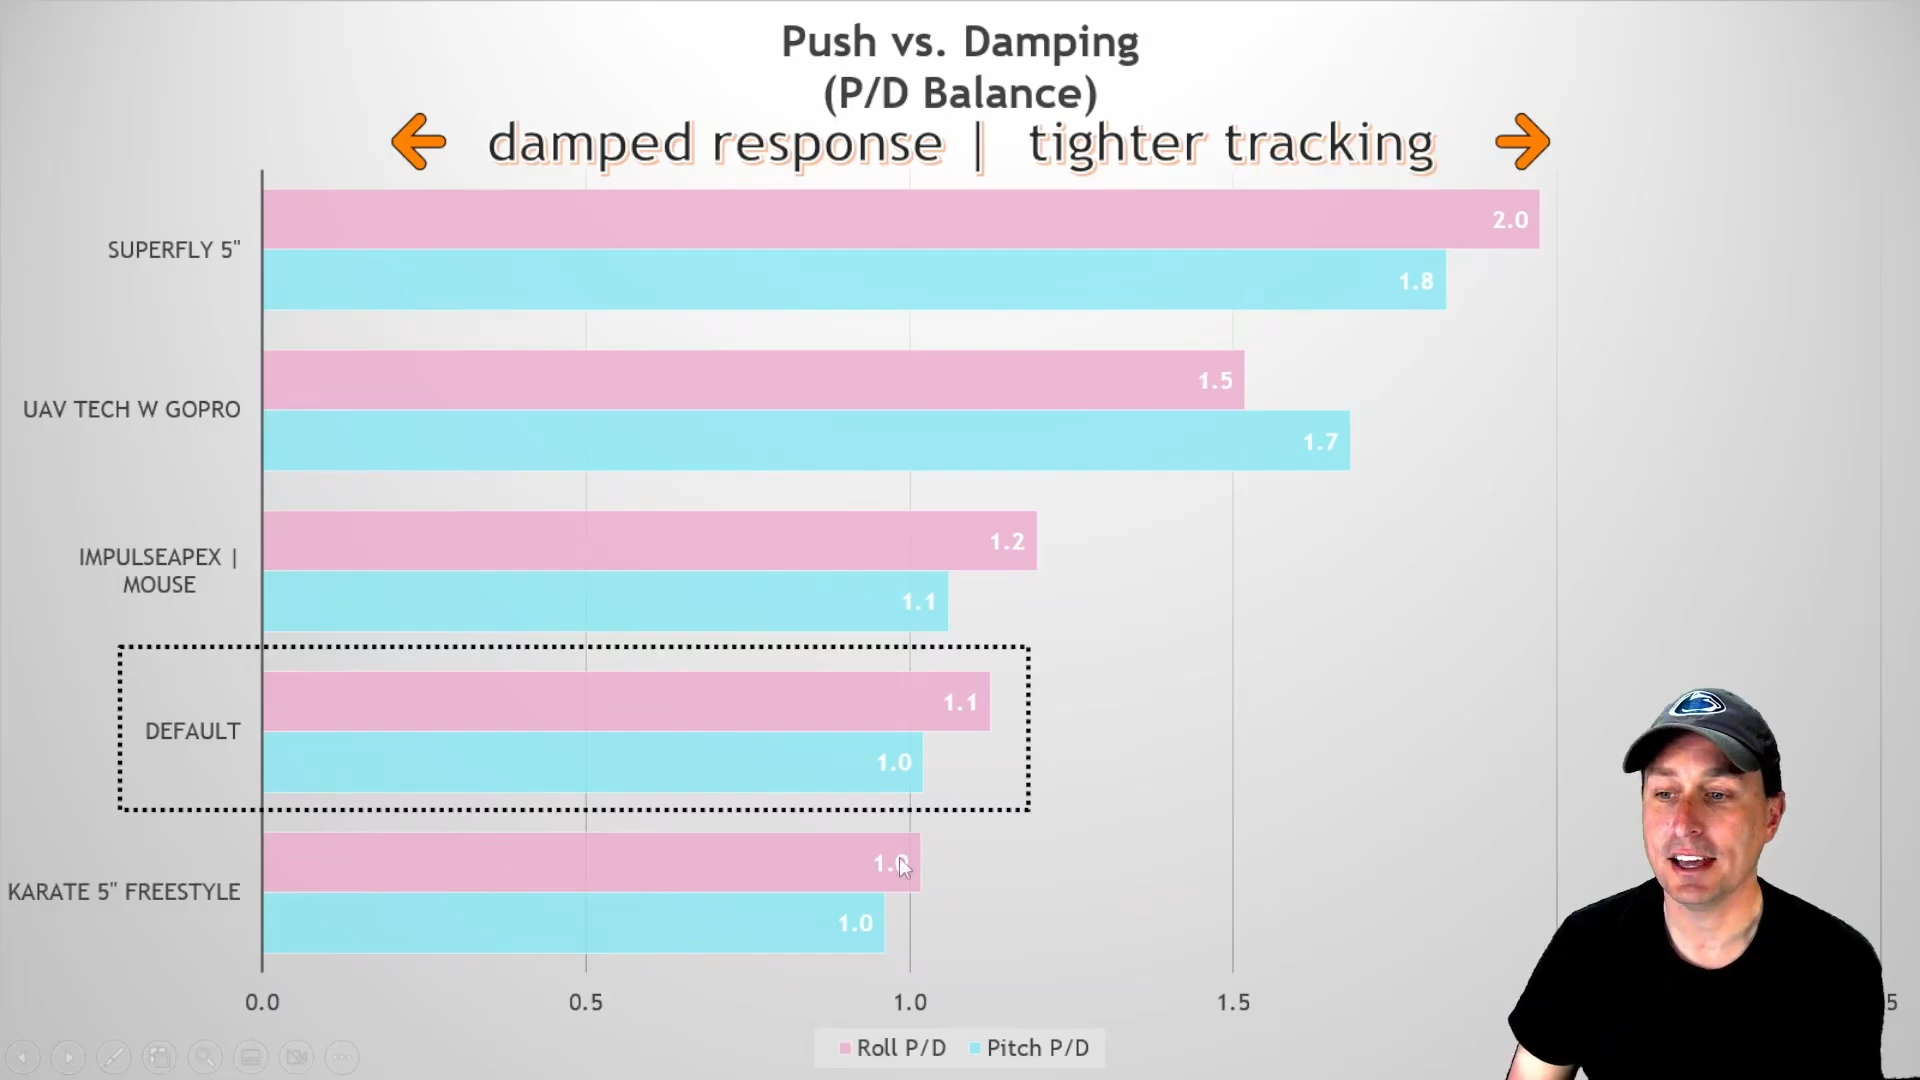 Push vs. Damping
(P/D Balance)
damped response | tighter tracking
SUPERFLY 5"
2.0
1.8
UAV TECH W GOPRO
1.5
1.7
IMPULSEAPEX |
MOUSE
1.2
1.1
DEFAULT
1.1
1.0
KARATE 5" FREESTYLE
1.0
0.0
0.5
1.0
1.5
Roll P/D
Pitch P/D